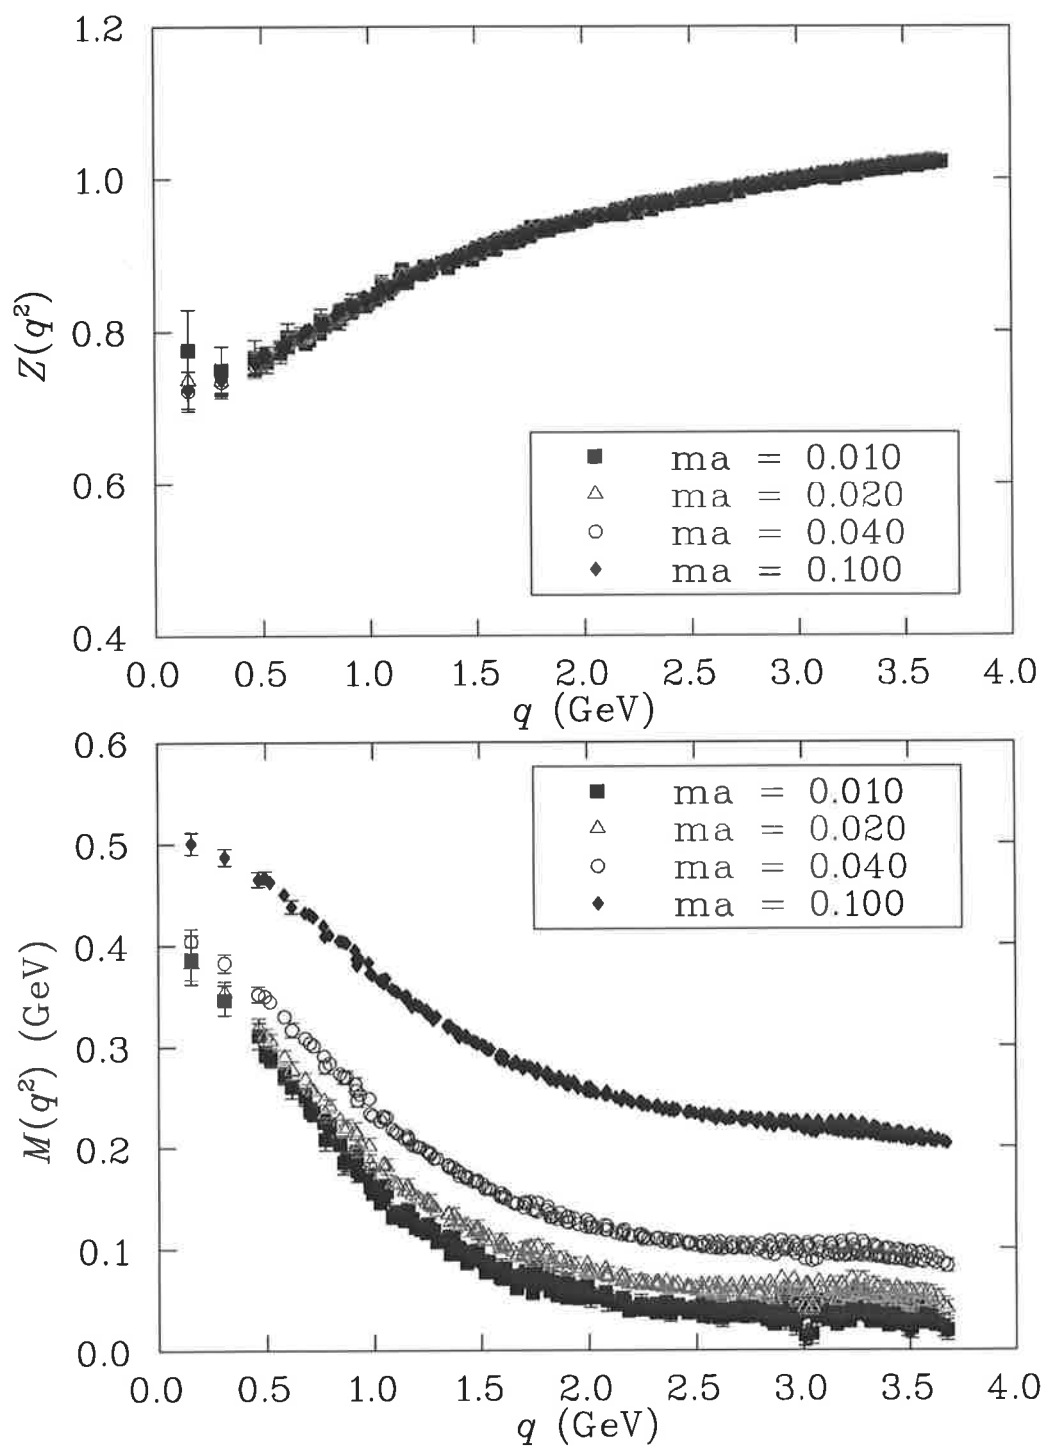 1.2
1.0
0.8
0.6
0.4
Z(q²)
ma = 0.010
ma = 0.020
ma = 0.040
ma = 0.100
0.0 0.5 1.0 1.5 2.0 2.5 3.0 3.5 4.0
q (GeV)
0.6
0.5
0.4
0.3
0.2
0.1
0.0
M(q²) (GeV)
ma = 0.010
ma = 0.020
ma = 0.040
ma = 0.100
0.0 0.5 1.0 1.5 2.0 2.5 3.0 3.5 4.0
q (GeV)